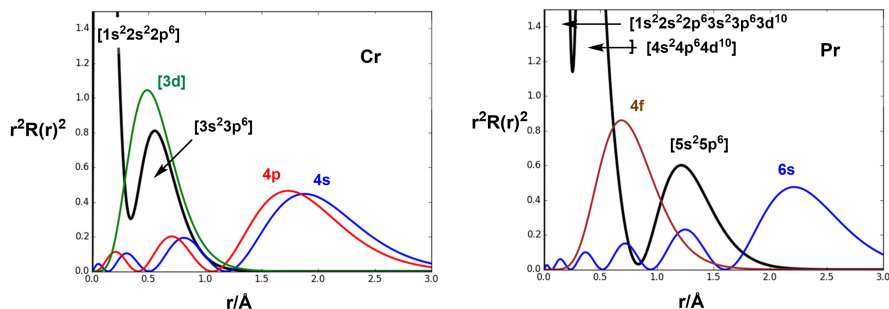 [1s²2s²2p⁶]
Cr
[3d]
[3s²3p⁶]
4p
4s
r²R(r)²
1.4
1.2
1.0
0.8
0.6
0.4
0.2
0.0
0.0
0.5
1.0
1.5
2.0
2.5
3.0
r/Å
[1s²2s²2p⁶3s²3p⁶3d¹⁰
] [4s²4p⁶4d¹⁰]
Pr
4f
[5s²5p⁶]
6s
r²R(r)²
1.4
1.2
1.0
0.8
0.6
0.4
0.2
0.0
0.0
0.5
1.0
1.5
2.0
2.5
3.0
r/Å